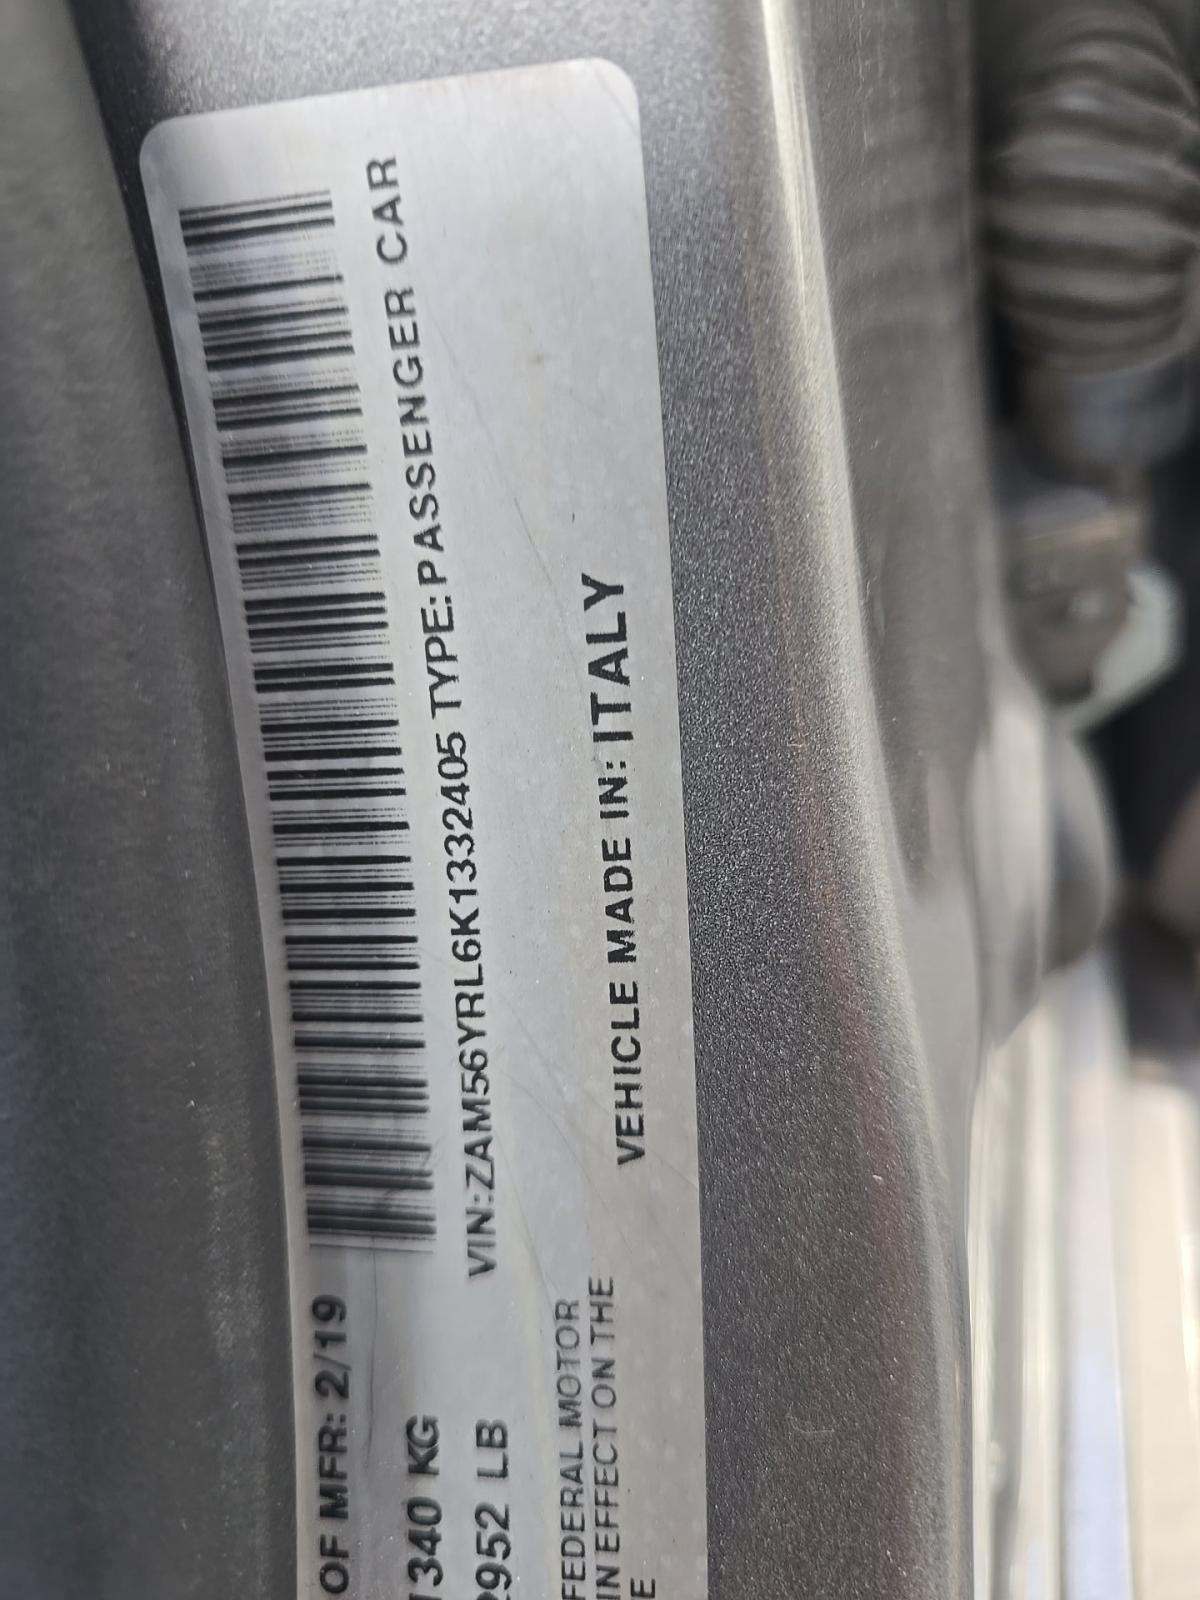 OF MFR: 2/19
1340 KG
2952 LB
VIN:ZAM56YRL6K1332405 TYPE:PASSENGER CAR
FEDERAL MOTOR
IN EFFECT ON THE
VEHICLE MADE IN:ITALY